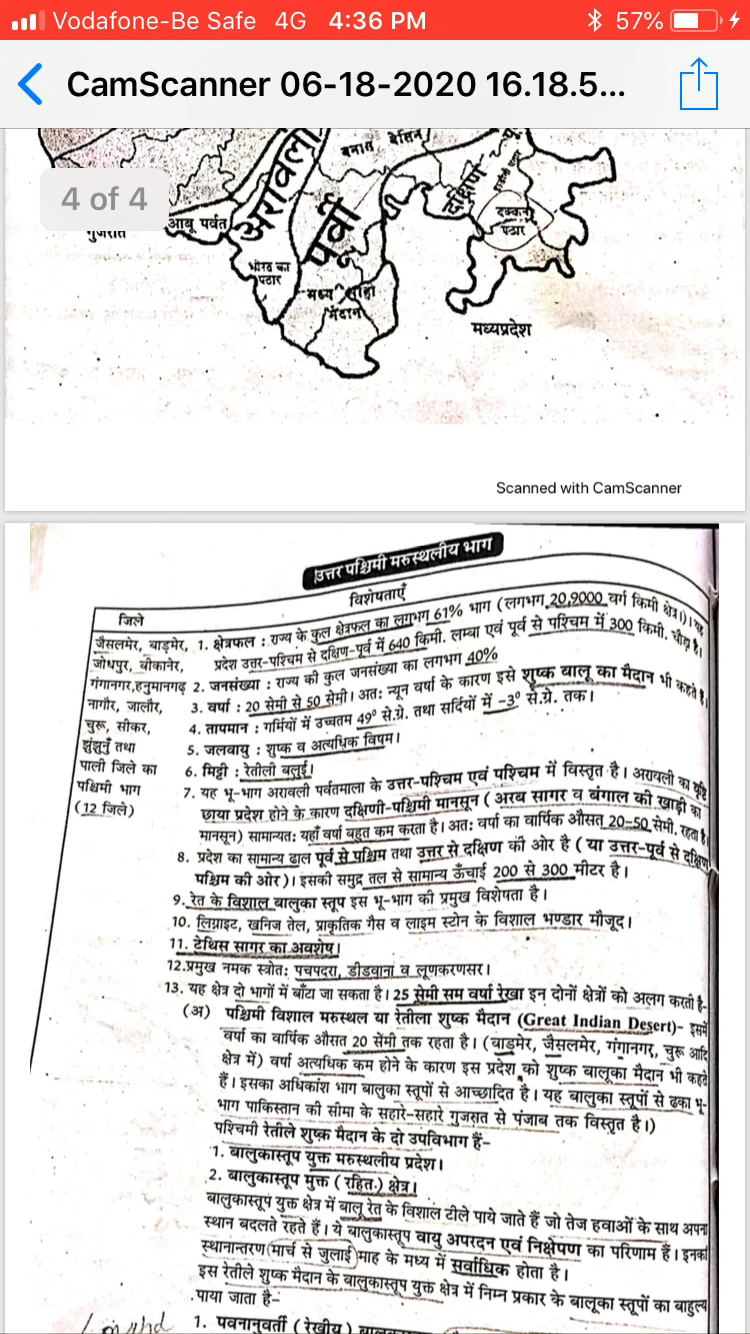 Vodafone-Be Safe 4G 4:36 PM 57%
CamScanner 06-18-2020 16.18.5...
4 of 4
बनास बेसिन
अरावली
पूर्वी
दक्षिण
आबू पर्वत
गुजरात
दक्कन
पठार
भोरठ का
पठार
मध्य माही
मैदान
मध्यप्रदेश
Scanned with CamScanner
उत्तर पश्चिमी मरुस्थलीय भाग
जिले
विशेषताएँ
जैसलमेर, बाड़मेर,
जोधपुर, बीकानेर,
गंगानगर,हनुमानगढ़
नागौर, जालौर,
चुरू, सीकर,
झुंझुनूँ तथा
पाली जिले का
पश्चिमी भाग
(12 जिले)
1. क्षेत्रफल : राज्य के कुल क्षेत्रफल का लगभग 61% भाग (लगभग 20,9000 वर्ग किमी क्षेत्र।) यह
प्रदेश उत्तर-पश्चिम से दक्षिण-पूर्व में 640 किमी. लम्बा एवं पूर्व से पश्चिम में 300 किमी. चौड़ा है।
2. जनसंख्या : राज्य की कुल जनसंख्या का लगभग 40%
3. वर्षा : 20 सेमी से 50 सेमी। अत: न्यून वर्षा के कारण इसे शुष्क बालू का मैदान भी कहते हैं।
4. तापमान : गर्मियों में उच्चतम 49° से.ग्रे. तथा सर्दियों में -3° से.ग्रे. तक।
5. जलवायु : शुष्क व अत्यधिक विषम।
6. मिट्टी : रेतीली बलुई।
7. यह भू-भाग अरावली पर्वतमाला के उत्तर-पश्चिम एवं पश्चिम में विस्तृत है। अरावली का वृष्टि
छाया प्रदेश होने के कारण दक्षिणी-पश्चिमी मानसून ( अरब सागर व बंगाल की खाड़ी का
मानसून) सामान्यत: यहाँ वर्षा बहुत कम करता है। अत: वर्षा का वार्षिक औसत 20-50 सेमी. रहता है।
8. प्रदेश का सामान्य ढाल पूर्व से पश्चिम तथा उत्तर से दक्षिण की ओर है ( या उत्तर-पूर्व से दक्षिण
पश्चिम की ओर)। इसकी समुद्र तल से सामान्य ऊँचाई 200 से 300 मीटर है।
9. रेत के विशाल बालुका स्तूप इस भू-भाग की प्रमुख विशेषता है।
10. लिग्नाइट, खनिज तेल, प्राकृतिक गैस व लाइम स्टोन के विशाल भण्डार मौजूद।
11. टेथिस सागर का अवशेष।
12.प्रमुख नमक स्त्रोत: पचपदरा, डीडवाना व लूणकरणसर।
13. यह क्षेत्र दो भागों में बाँटा जा सकता है। 25 सेमी सम वर्षा रेखा इन दोनों क्षेत्रों को अलग करती है-
(अ) पश्चिमी विशाल मरुस्थल या रेतीला शुष्क मैदान (Great Indian Desert)- इसमें
वर्षा का वार्षिक औसत 20 सेमी तक रहता है। (बाड़मेर, जैसलमेर, गंगानगर, चुरू आदि
क्षेत्र में) वर्षा अत्यधिक कम होने के कारण इस प्रदेश को शुष्क बालूका मैदान भी कहते
हैं। इसका अधिकांश भाग बालुका स्तूपों से आच्छादित है। यह बालुका स्तूपों से ढका भू-
भाग पाकिस्तान की सीमा के सहारे-सहारे गुजरात से पंजाब तक विस्तृत है।)
पश्चिमी रेतीले शुष्क मैदान के दो उपविभाग हैं-
1. बालुकास्तूप युक्त मरुस्थलीय प्रदेश।
2. बालुकास्तूप मुक्त ( रहित ) क्षेत्र।
बालुकास्तूप युक्त क्षेत्र में बालू रेत के विशाल टीले पाये जाते हैं जो तेज हवाओं के साथ अपना
स्थान बदलते रहते हैं। ये बालुकास्तूप वायु अपरदन एवं निक्षेपण का परिणाम हैं। इनका
स्थानान्तरण मार्च से जुलाई माह के मध्य में सर्वाधिक होता है।
इस रेतीले शुष्क मैदान के बालुकास्तूप युक्त क्षेत्र में निम्न प्रकार के बालूका स्तूपों का बाहुल्य
पाया जाता है-
1. पवनानुवर्ती ( रेखीय )